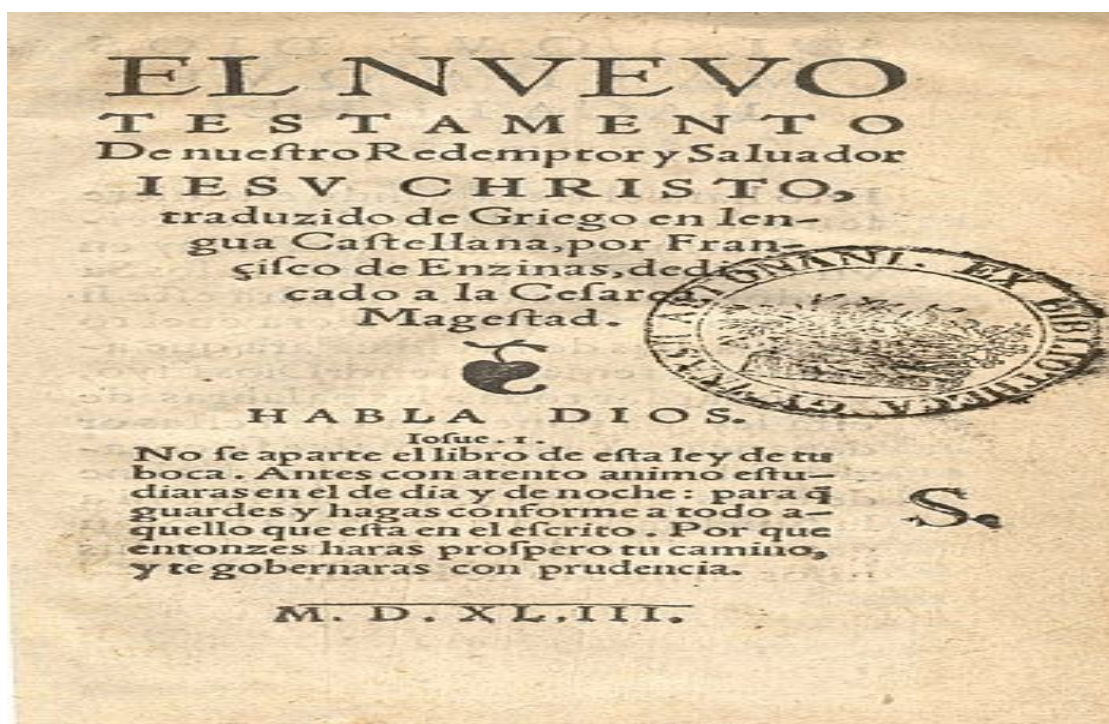 EL NVEVO
TESTAMENTO
De nueſtro Redemptor y Saluador
IESV CHRISTO,
traduzido de Griego en len-
gua Caſtellana, por Fran-
çiſco de Enzinas, dedi-
cado a la Ceſarea
Mageſtad.
HABLA DIOS.
Ioſue. 1.
No ſe aparte el libro de eſta ley de tu
boca. Antes con atento animo eſtu-
diaras en el de dia y de noche: para q̃
guardes y hagas conforme a todo a-
quello que eſta en el eſcrito. Por que
entonzes haras proſpero tu camino,
y te gobernaras con prudencia.
M. D. XL.III.
EX BIBLIOTHECA
S.